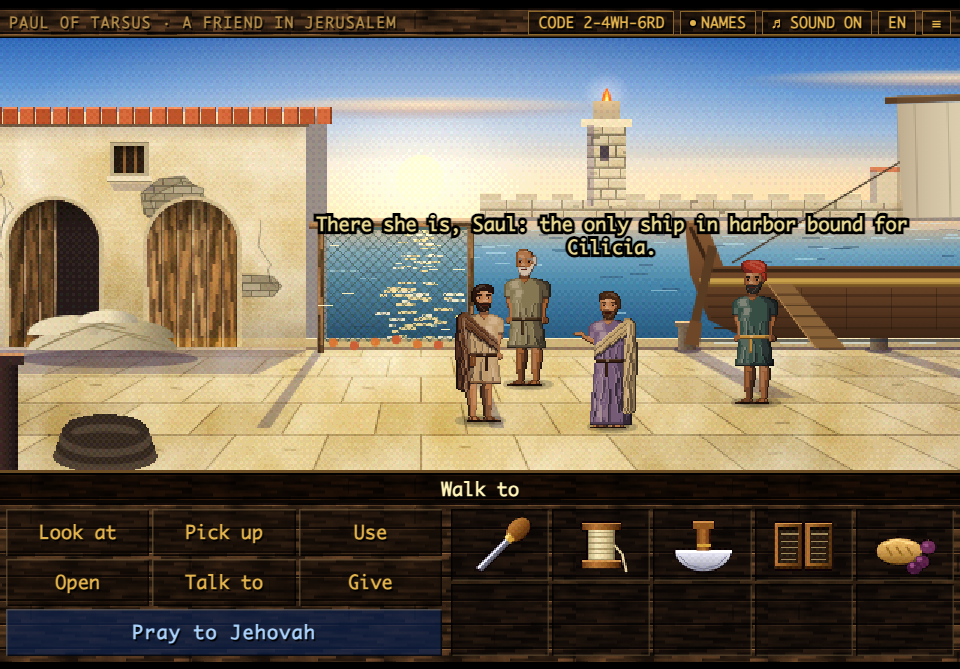 PAUL OF TARSUS · A FRIEND IN JERUSALEM
CODE 2-4WH-6RD
• NAMES
♬ SOUND ON
EN
≡
There she is, Saul: the only ship in harbor bound for
Cilicia.
Walk to
Look at
Pick up
Use
Open
Talk to
Give
Pray to Jehovah